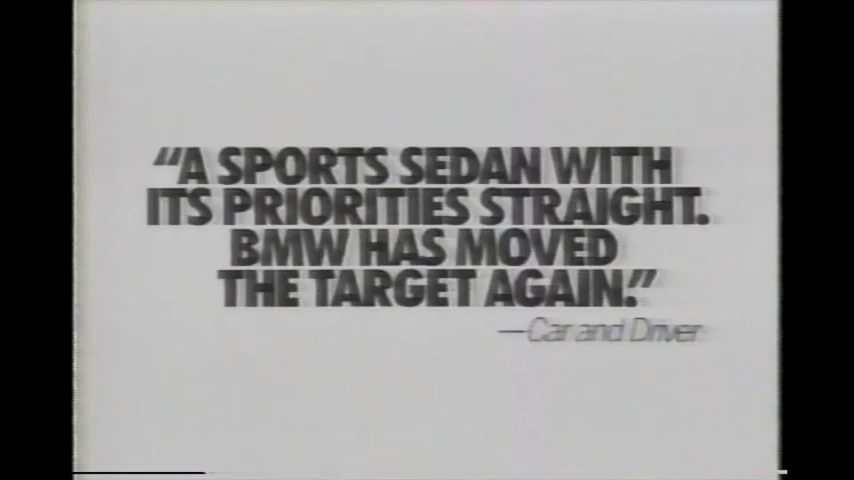 “A SPORTS SEDAN WITH
ITS PRIORITIES STRAIGHT.
BMW HAS MOVED
THE TARGET AGAIN.”
—Car and Driver